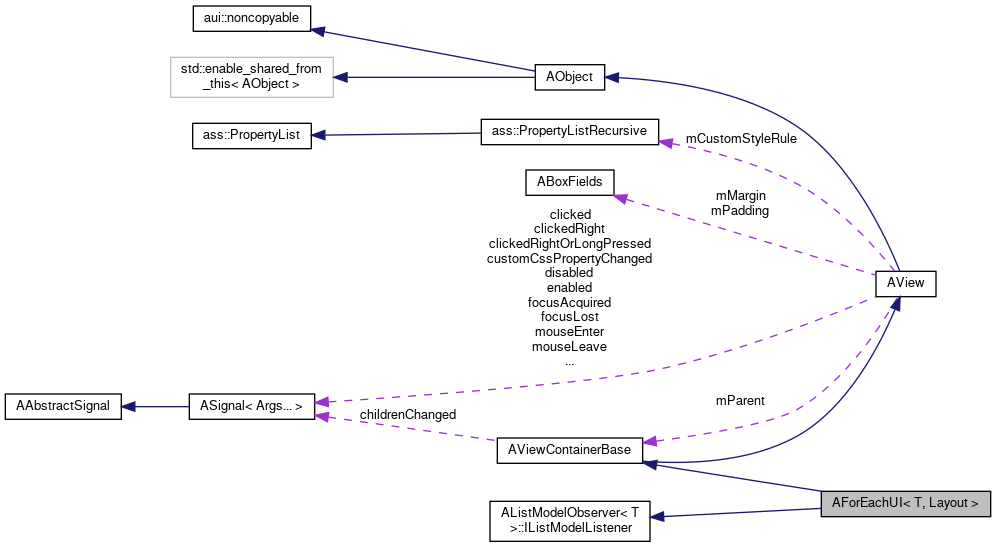 aui::noncopyable
std::enable_shared_from
_this< AObject >
AObject
ass::PropertyList
ass::PropertyListRecursive
mCustomStyleRule
ABoxFields
mMargin
mPadding
clicked
clickedRight
clickedRightOrLongPressed
customCssPropertyChanged
disabled
enabled
focusAcquired
focusLost
mouseEnter
mouseLeave
...
AView
AAbstractSignal
ASignal< Args... >
childrenChanged
mParent
AViewContainerBase
AForEachUI< T, Layout >
AListModelObserver< T
>::IListModelListener